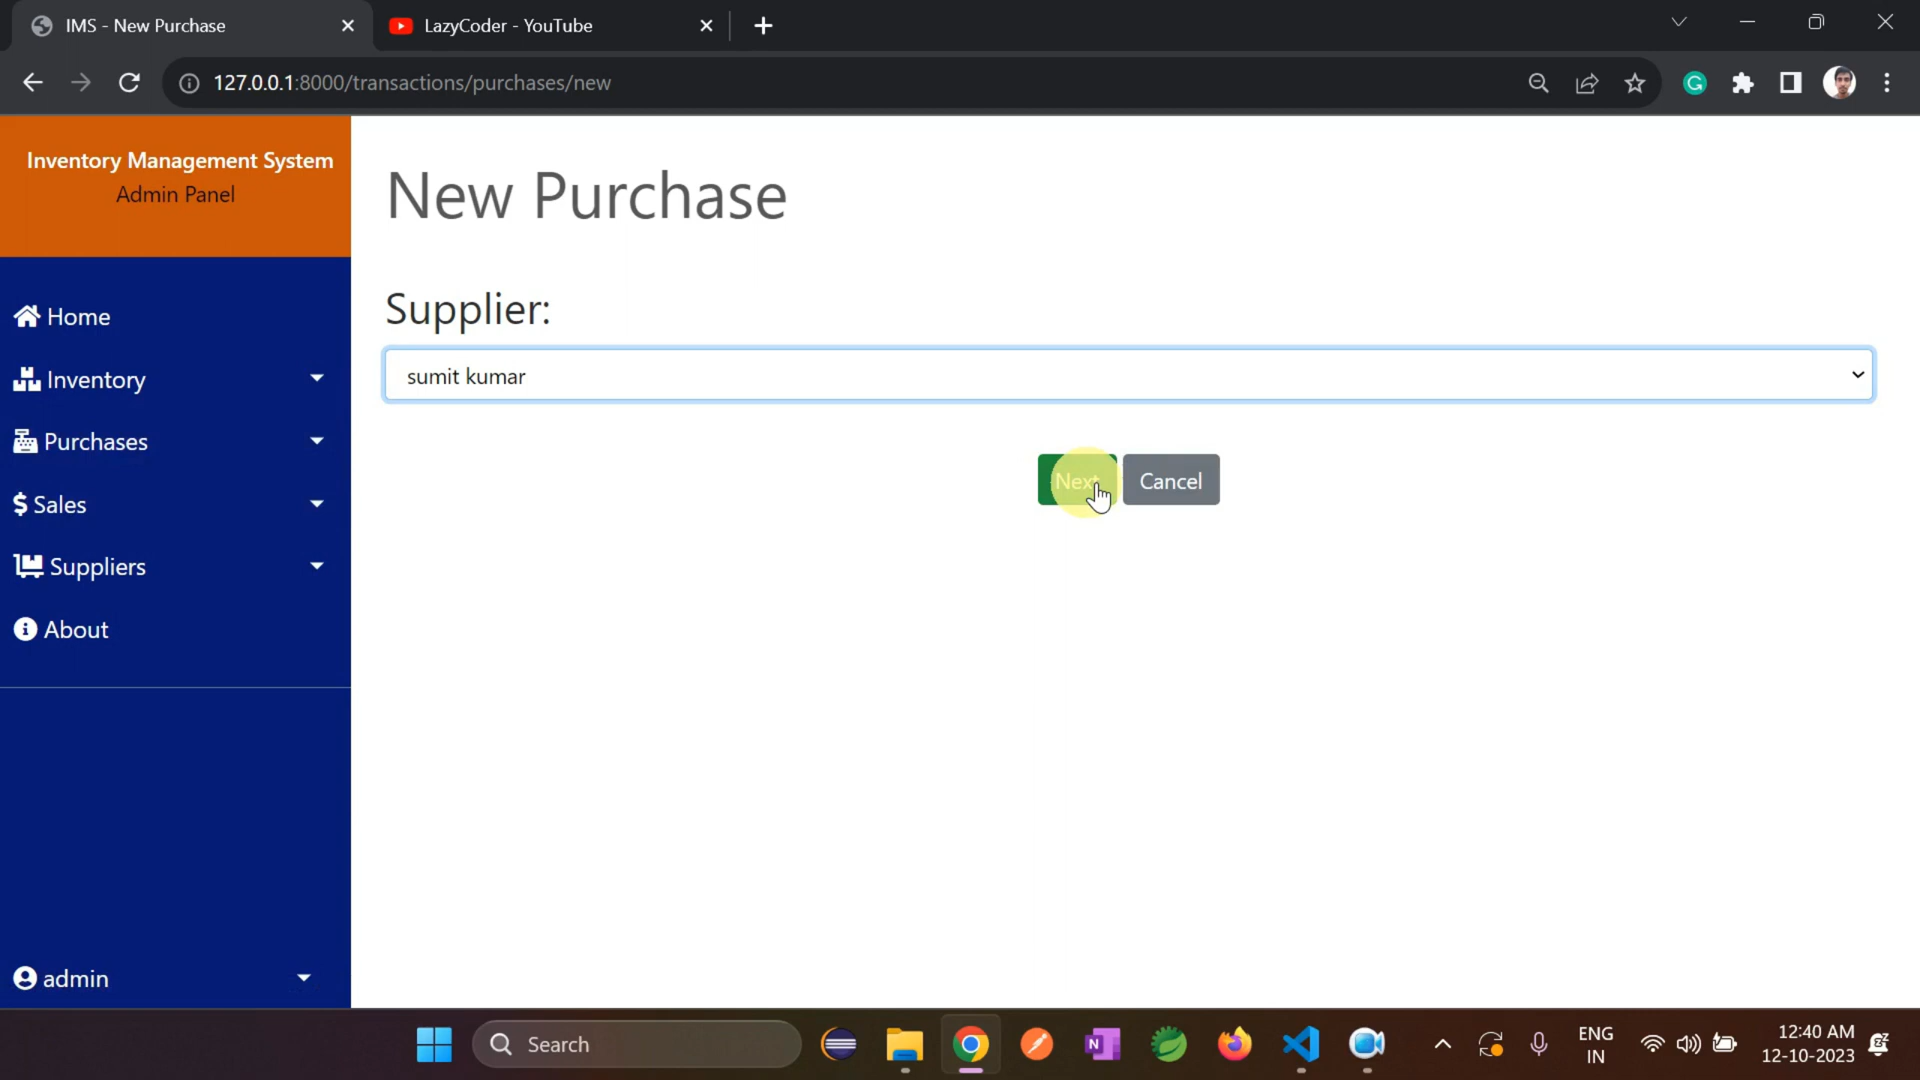 IMS - New Purchase
LazyCoder - YouTube
127.0.0.1:8000/transactions/purchases/new
Inventory Management System
Admin Panel
Home
Inventory
Purchases
Sales
Suppliers
About
admin
New Purchase
Supplier:
sumit kumar
Next
Cancel
Search
ENG
IN
12:40 AM
12-10-2023